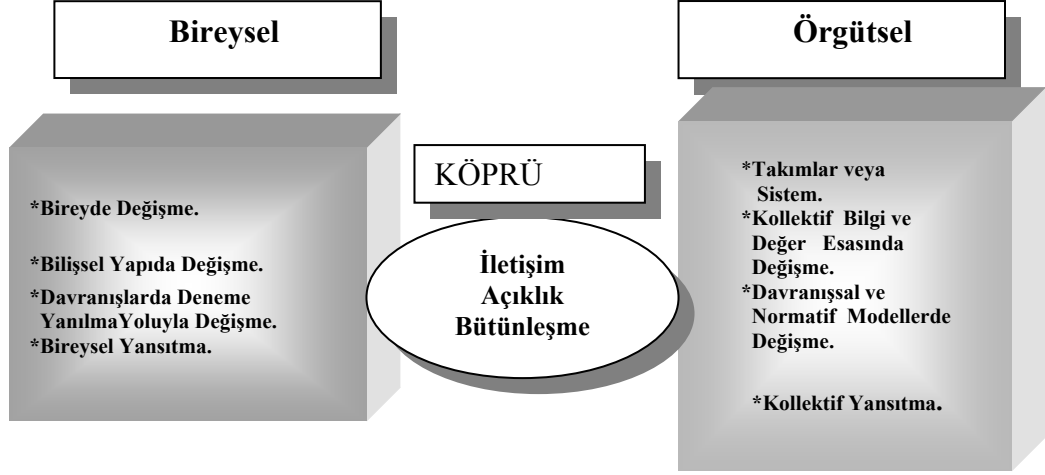 Bireysel
*Bireyde Değişme.
*Bilişsel Yapıda Değişme.
*Davranışlarda Deneme
YanılmaYoluyla Değişme.
*Bireysel Yansıtma.
KÖPRÜ
İletişim
Açıklık
Bütünleşme
Örgütsel
*Takımlar veya
Sistem.
*Kollektif Bilgi ve
Değer Esasında
Değişme.
*Davranışsal ve
Normatif Modellerde
Değişme.
*Kollektif Yansıtma.